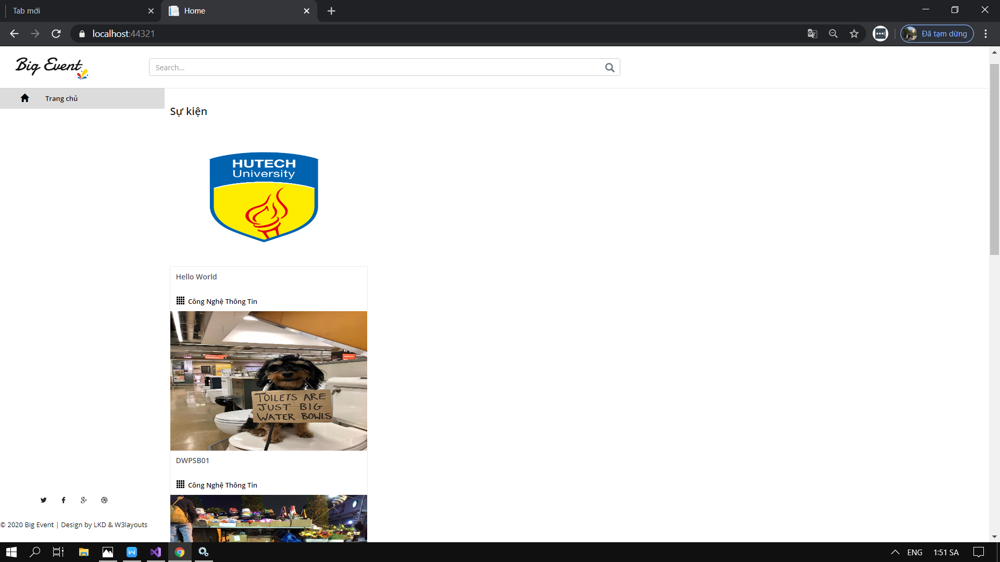 Tab mới
Home
localhost:44321
Đã tạm dừng
Big Event
Search...
Trang chủ
Sự kiện
HUTECH
University
Hello World
Công Nghệ Thông Tin
TOILETS ARE
JUST BIG
WATER BOWLS
DWPSB01
Công Nghệ Thông Tin
© 2020 Big Event | Design by LKD & W3layouts
ENG
1:51 SA